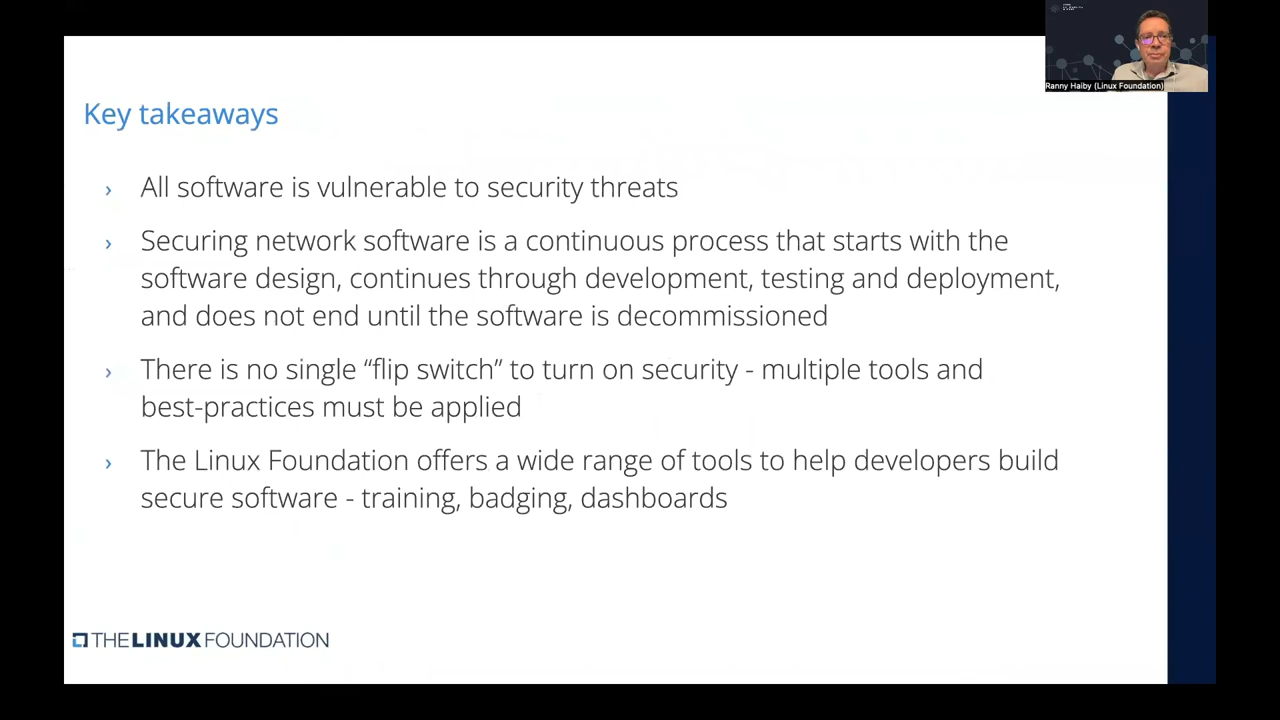 Ranny Haiby (Linux Foundation)
Key takeaways
› All software is vulnerable to security threats
› Securing network software is a continuous process that starts with the
software design, continues through development, testing and deployment,
and does not end until the software is decommissioned
› There is no single “flip switch” to turn on security - multiple tools and
best-practices must be applied
› The Linux Foundation offers a wide range of tools to help developers build
secure software - training, badging, dashboards
THE LINUX FOUNDATION